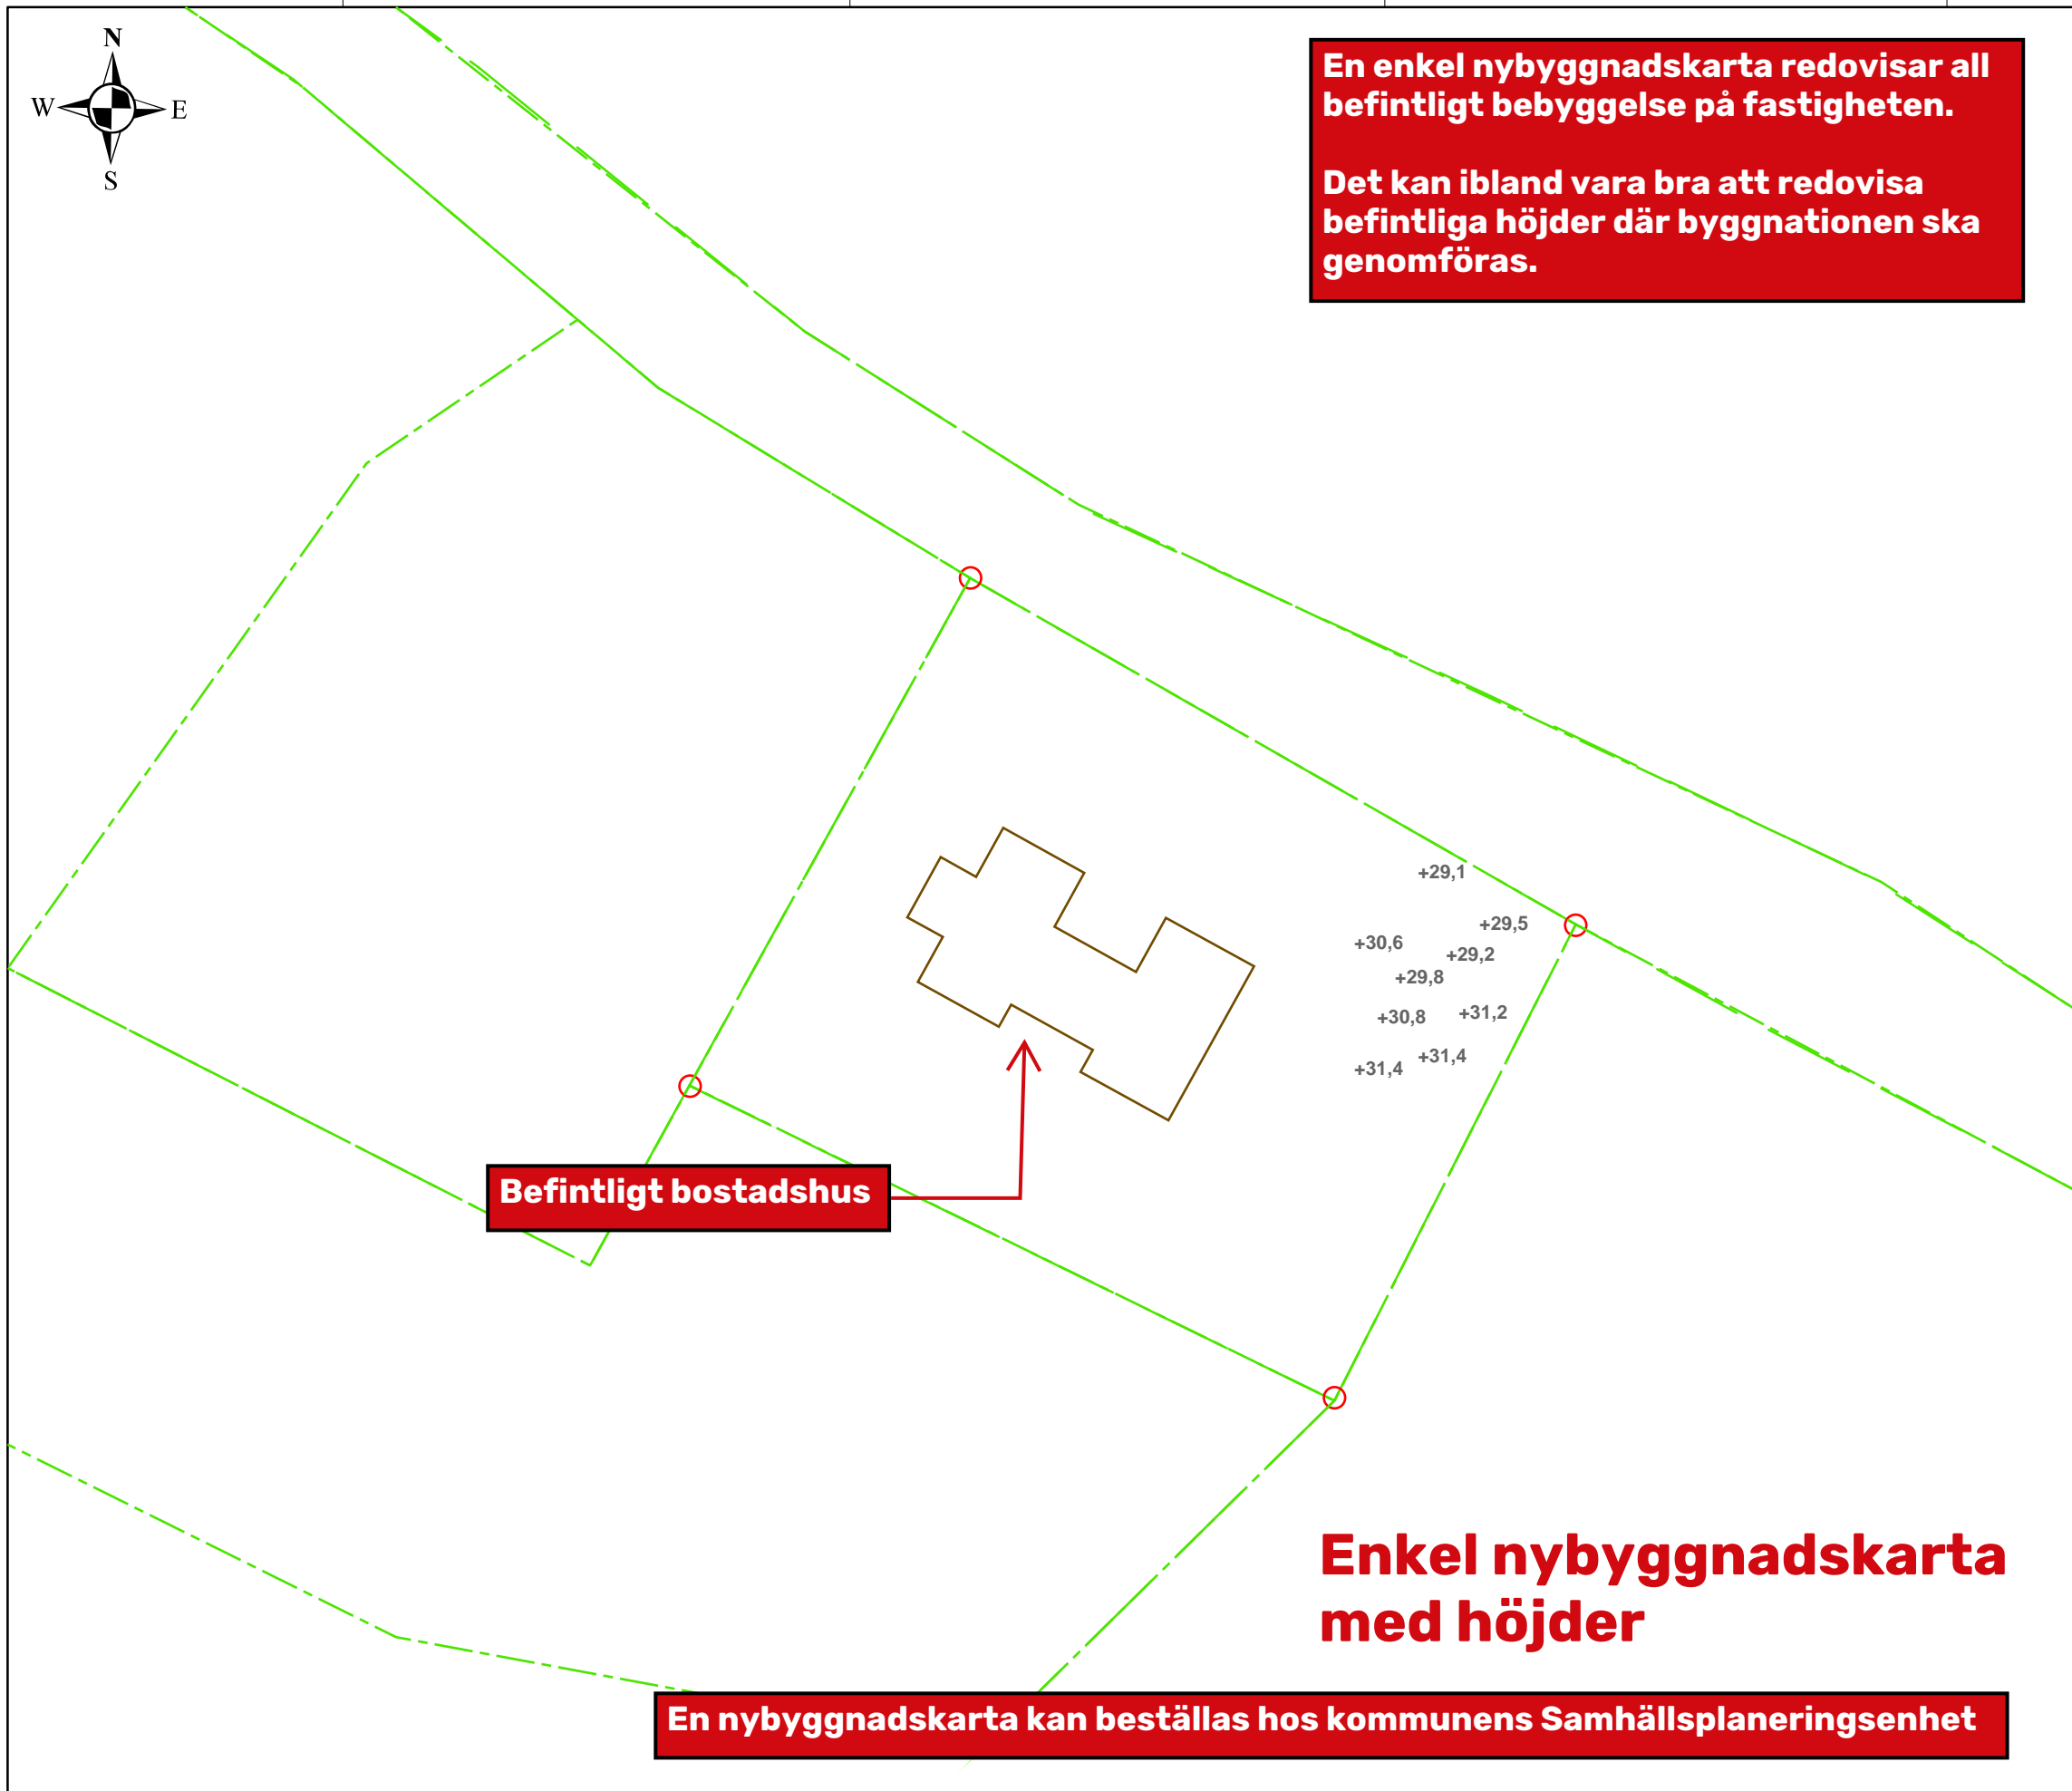 N
W E
S
En enkel nybyggnadskarta redovisar all
befintligt bebyggelse på fastigheten.
Det kan ibland vara bra att redovisa
befintliga höjder där byggnationen ska
genomföras.
+29,1
+29,5
+30,6
+29,2
+29,8
+30,8
+31,2
+31,4
+31,4
Befintligt bostadshus
Enkel nybyggnadskarta
med höjder
En nybyggnadskarta kan beställas hos kommunens Samhällsplaneringsenhet